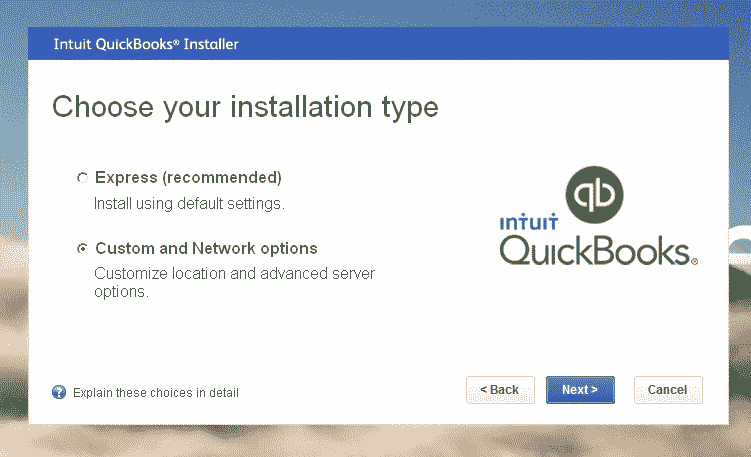 Intuit QuickBooks® Installer
Choose your installation type
Express (recommended)
Install using default settings.
Custom and Network options
Customize location and advanced server
options.
qb
intuit
QuickBooks®
Explain these choices in detail
< Back
Next >
Cancel